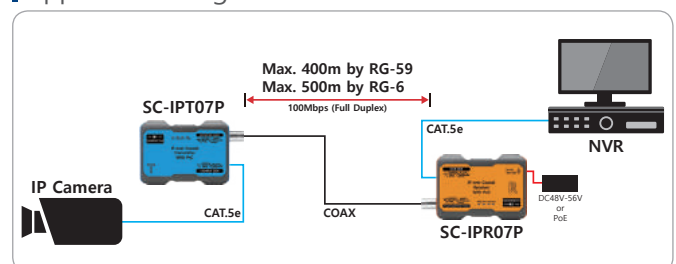 Max. 400m by RG-59
Max. 500m by RG-6
100Mbps (Full Duplex)
SC-IPT07P
CAT.5e
NVR
IP Camera
CAT.5e
COAX
SC-IPR07P
DC48V-56V
or
PoE